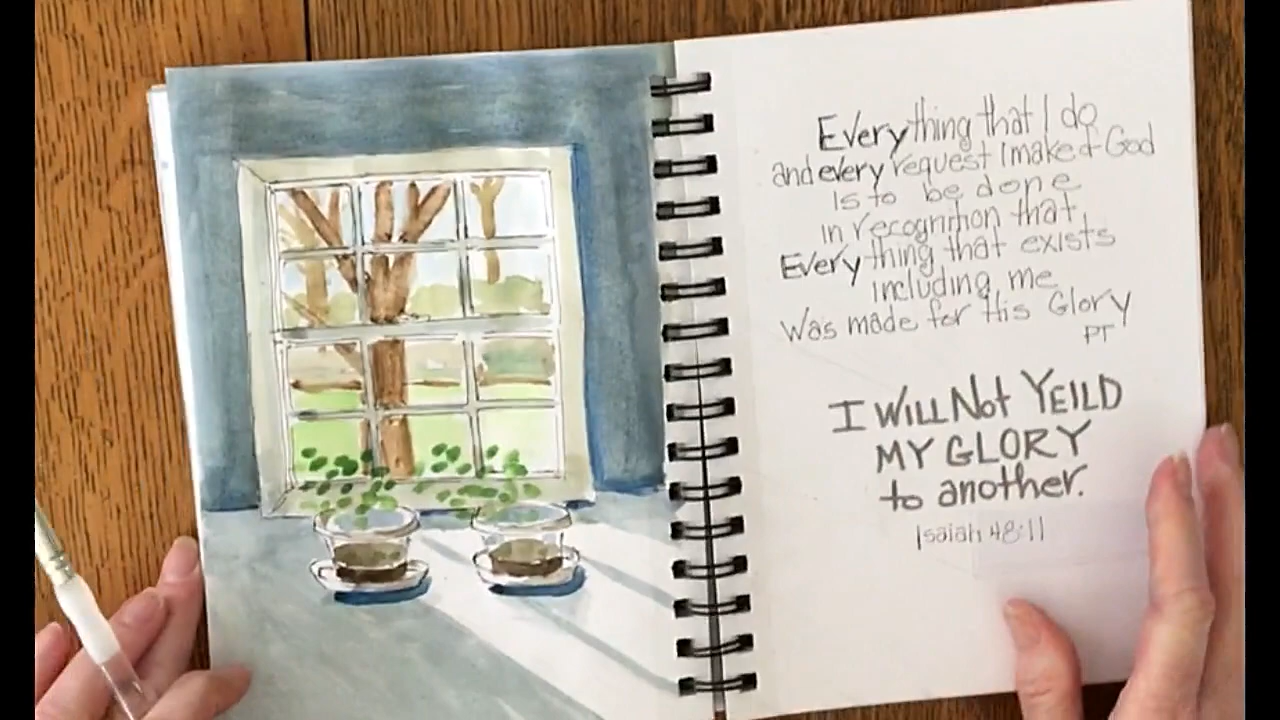 Everything that I do
and every request I make to God
Is to be done
in recognition that,
Everything that exists
including me
Was made for His Glory
PT
I WILL Not YEILD
MY GLORY
to another.
Isaiah 48:11